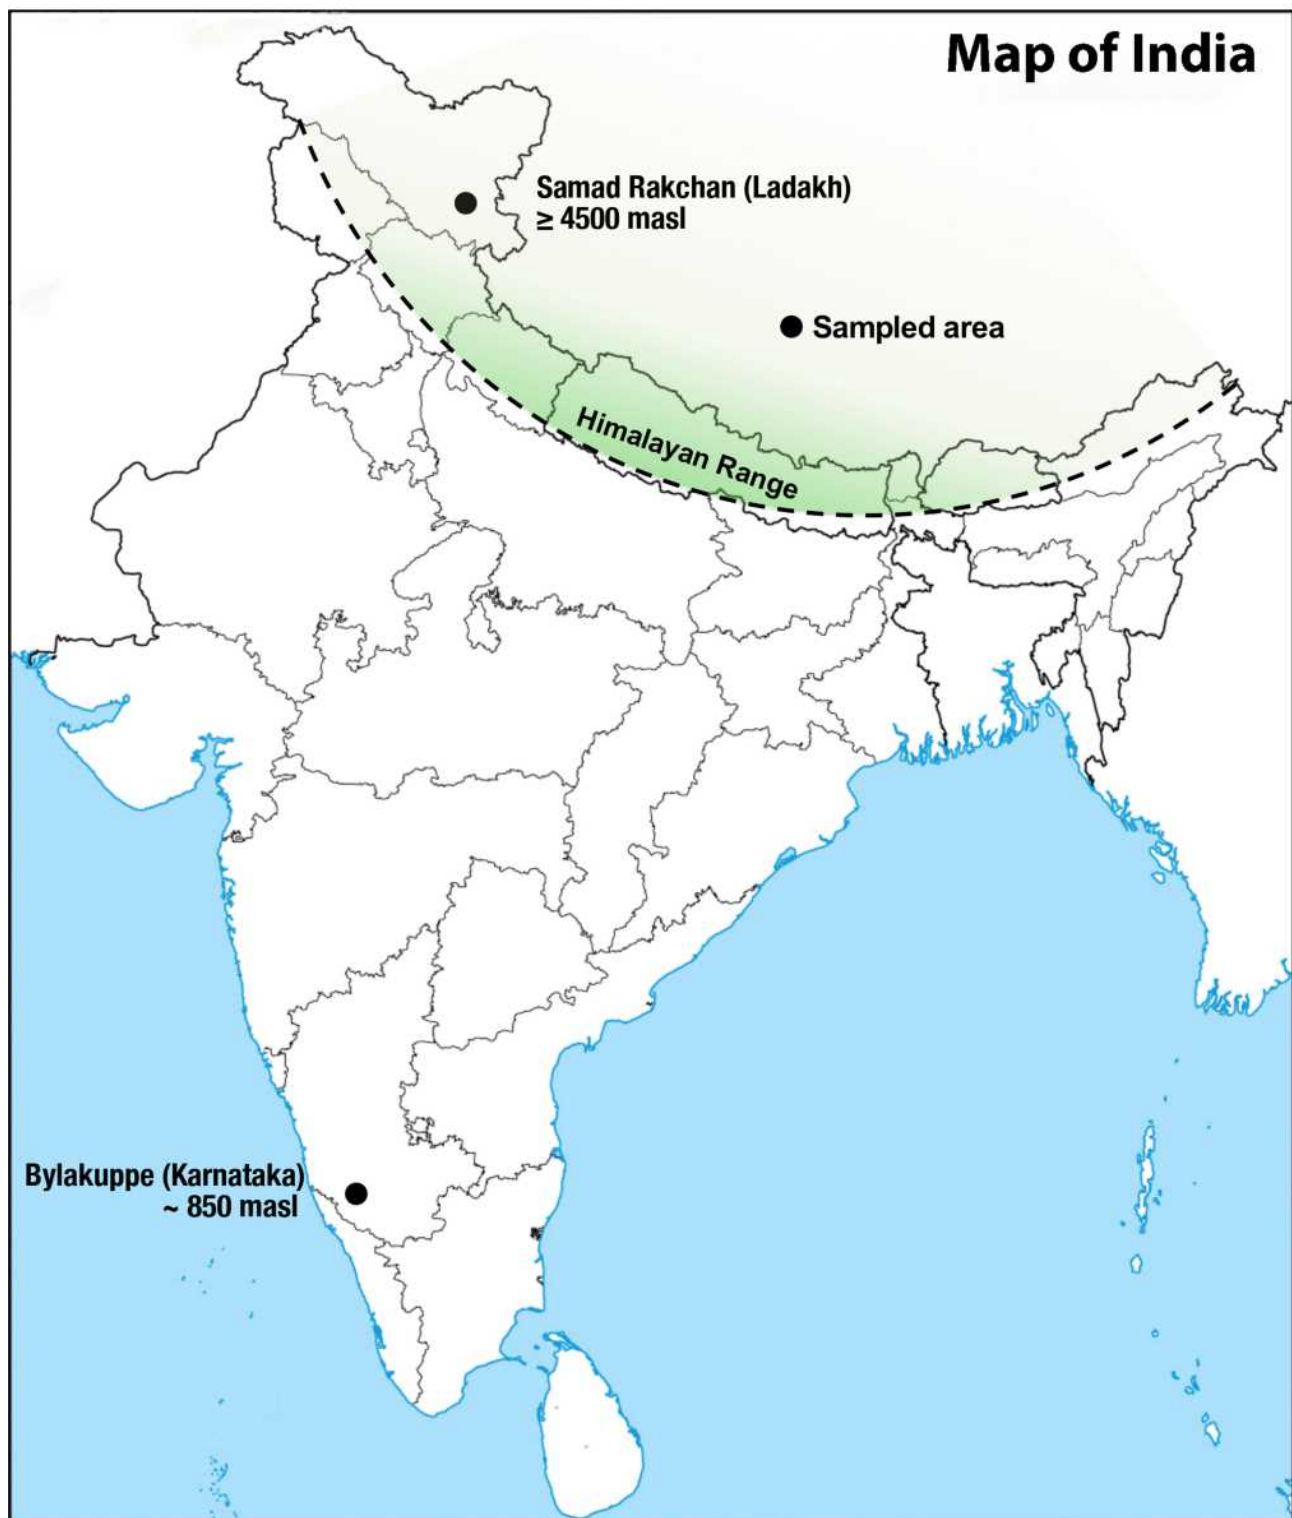 Map of India
Samad Rakchan (Ladakh)
≥ 4500 masl
Sampled area
Himalayan Range
Bylakuppe (Karnataka)
~ 850 masl